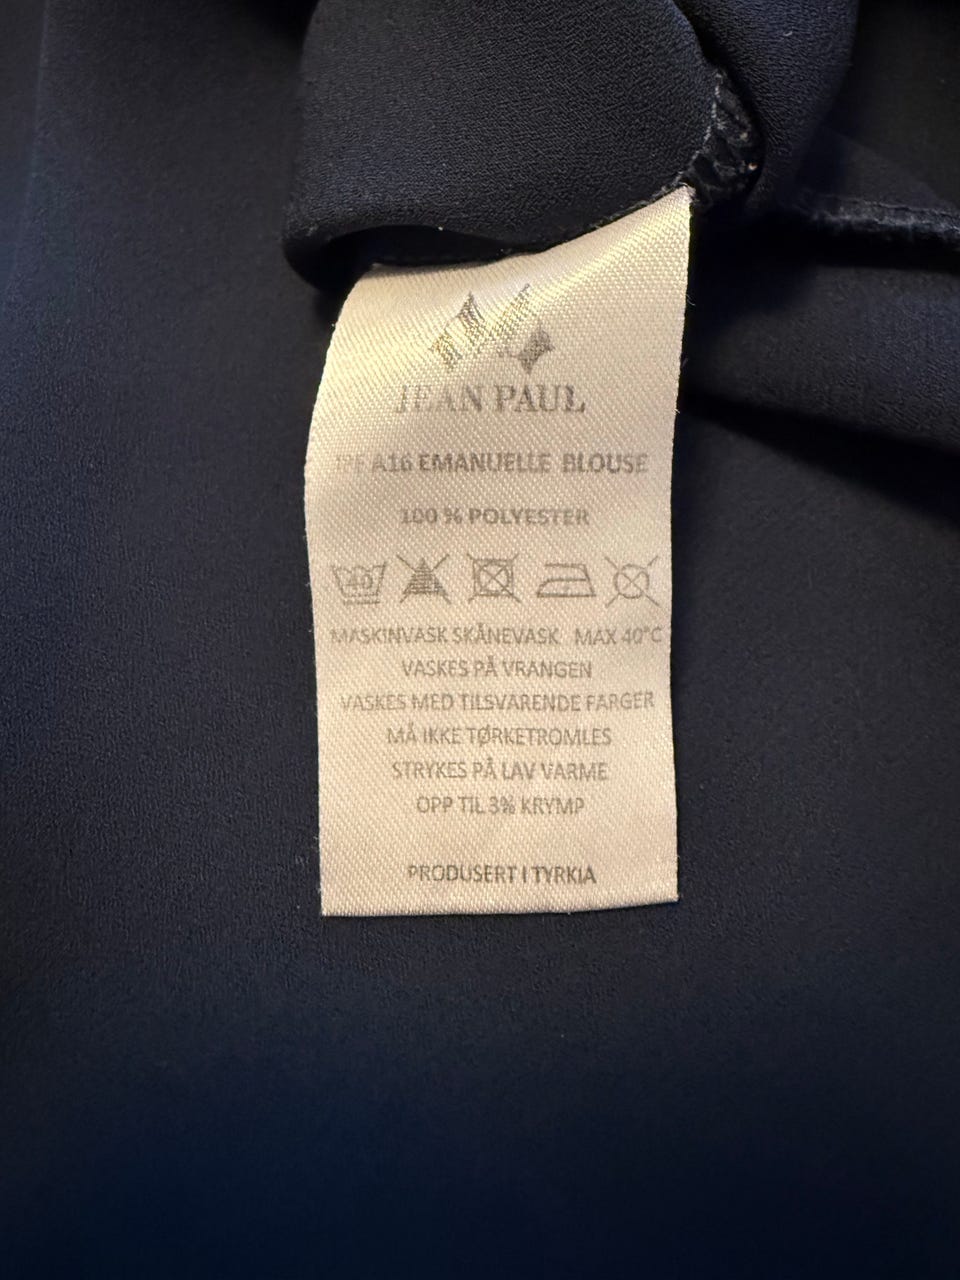 JEAN PAUL
JPF A16 EMANUELLE BLOUSE
100 % POLYESTER
40
MASKINVASK SKÅNEVASK MAX 40°C
VASKES PÅ VRANGEN
VASKES MED TILSVARENDE FARGER
MÅ IKKE TØRKETROMLES
STRYKES PÅ LAV VARME
OPP TIL 3% KRYMP
PRODUSERT I TYRKIA